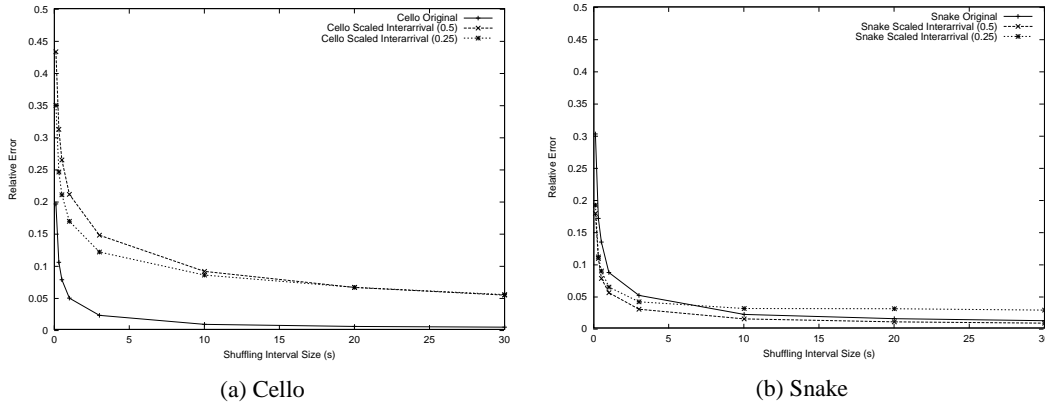 0.5
0.45
0.4
0.35
0.3
0.25
0.2
0.15
0.1
0.05
0
Relative Error
Cello Original
Cello Scaled Interarrival (0.5)
Cello Scaled Interarrival (0.25)
0 5 10 15 20 25 30
Shuffling Interval Size (s)
(a) Cello
0.5
0.45
0.4
0.35
0.3
0.25
0.2
0.15
0.1
0.05
0
Relative Error
Snake Original
Snake Scaled Interarrival (0.5)
Snake Scaled Interarrival (0.25)
0 5 10 15 20 25 30
Shuffling Interval Size (s)
(b) Snake